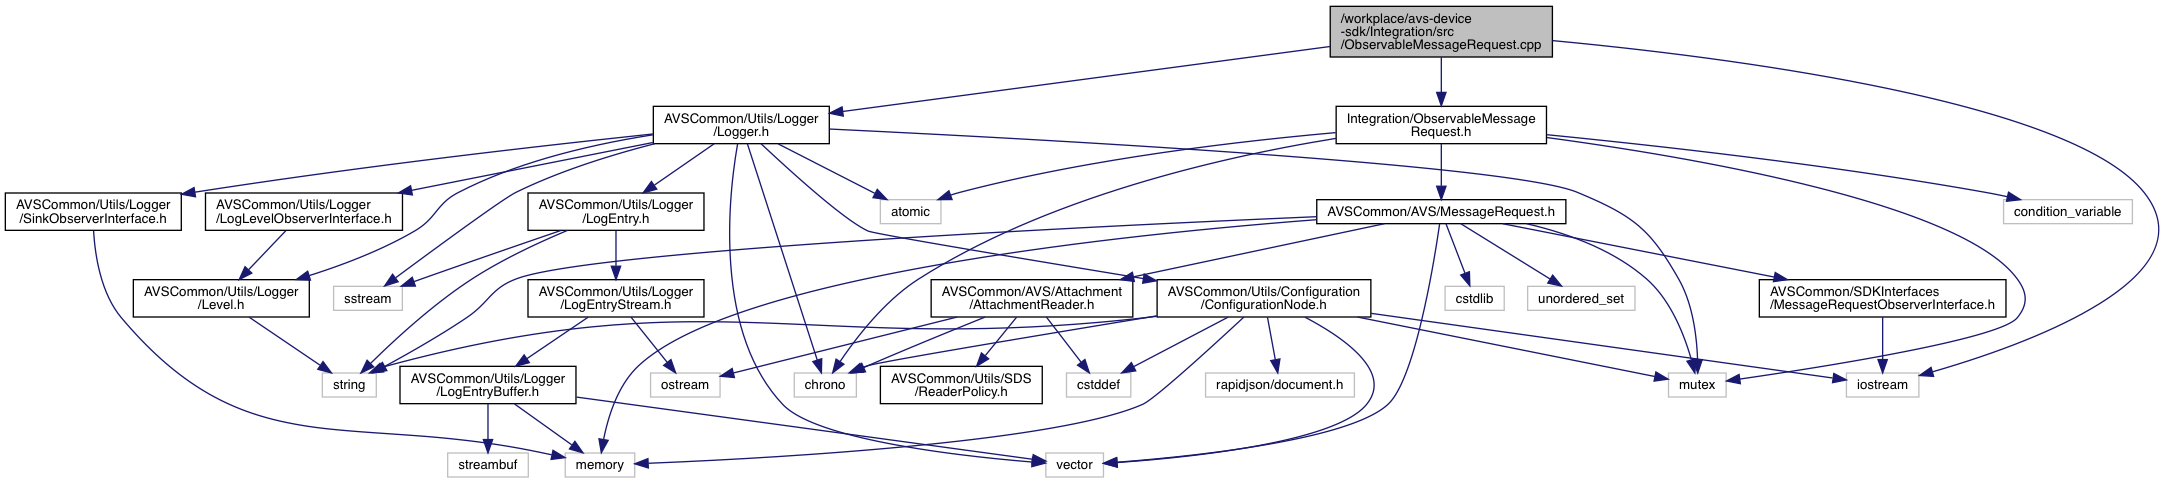 /workplace/avs-device
-sdk/Integration/src
/ObservableMessageRequest.cpp
AVSCommon/Utils/Logger
/Logger.h
Integration/ObservableMessage
Request.h
AVSCommon/Utils/Logger
/SinkObserverInterface.h
AVSCommon/Utils/Logger
/LogLevelObserverInterface.h
AVSCommon/Utils/Logger
/LogEntry.h
atomic
AVSCommon/AVS/MessageRequest.h
condition_variable
AVSCommon/Utils/Logger
/Level.h
sstream
AVSCommon/Utils/Logger
/LogEntryStream.h
AVSCommon/AVS/Attachment
/AttachmentReader.h
AVSCommon/Utils/Configuration
/ConfigurationNode.h
cstdlib
unordered_set
AVSCommon/SDKInterfaces
/MessageRequestObserverInterface.h
string
AVSCommon/Utils/Logger
/LogEntryBuffer.h
ostream
chrono
AVSCommon/Utils/SDS
/ReaderPolicy.h
cstddef
rapidjson/document.h
mutex
iostream
streambuf
memory
vector